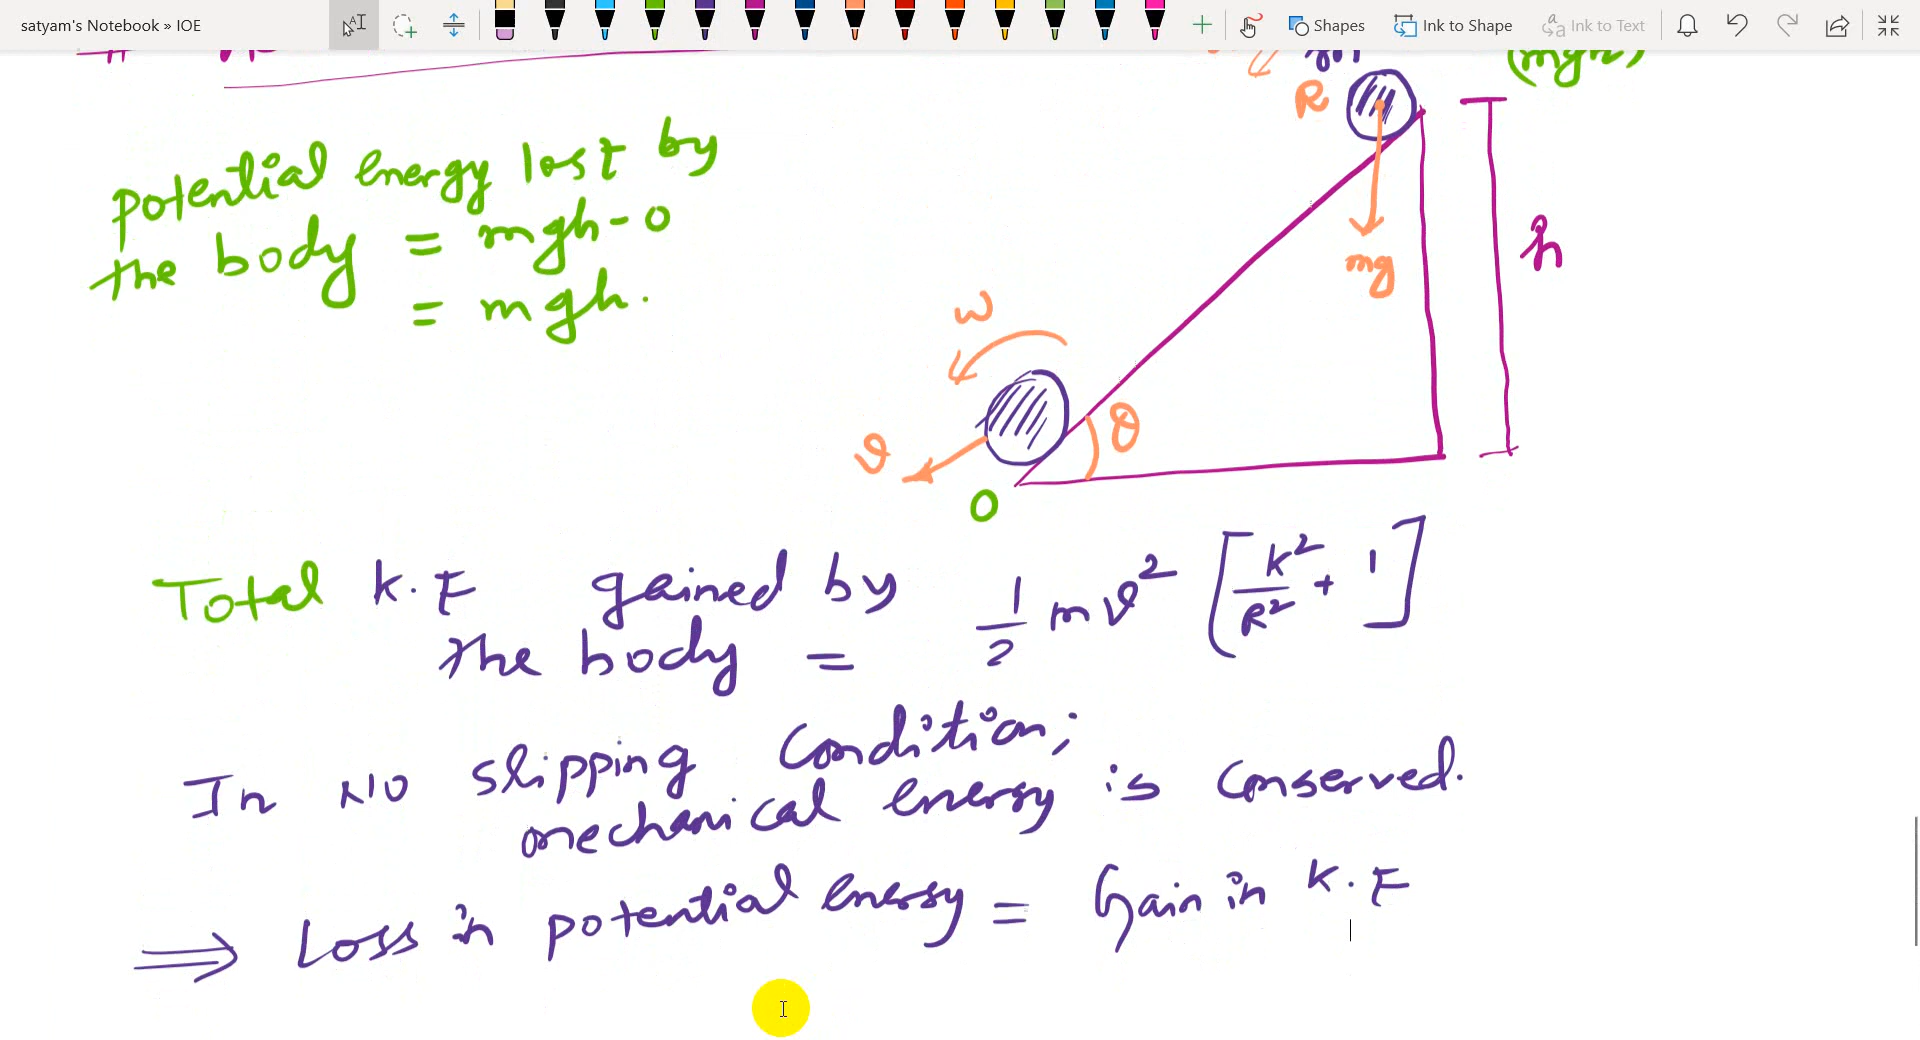 satyam's Notebook » IOE
Shapes
Ink to Shape
Ink to Text
(mgh)
R
potential energy lost by
the body = mgh - 0
= mgh.
mg
h
ω
θ
v
O
Total K.E gained by
the body = 1/2 mv² [K²/R² + 1]
In No slipping Condition;
mechanical energy is conserved.
⇒ Loss in potential energy = Gain in K.E